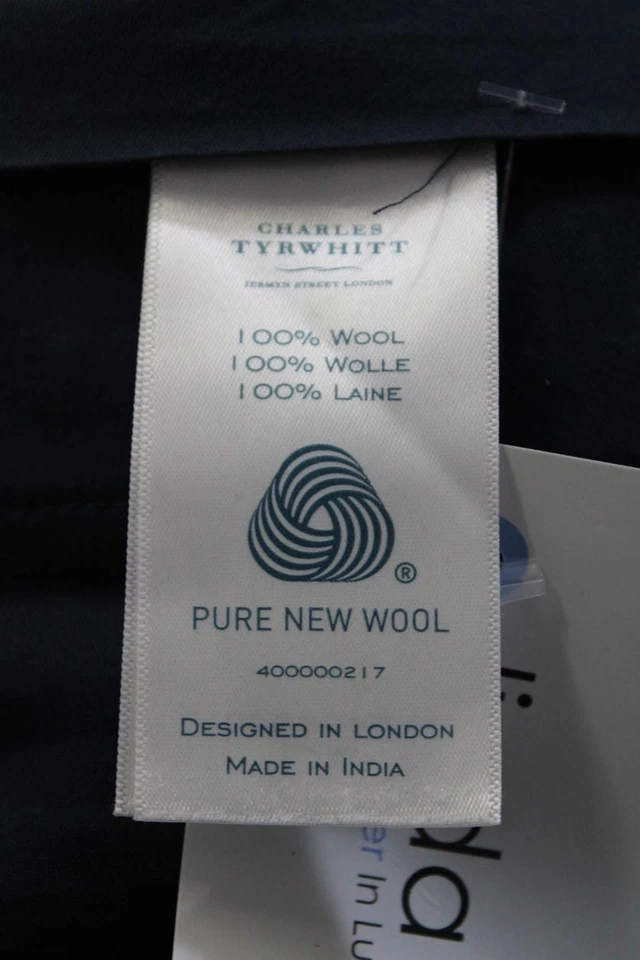 CHARLES
TYRWHITT
JERMYN STREET LONDON
100% WOOL
100% WOLLE
100% LAINE
®
PURE NEW WOOL
400000217
DESIGNED IN LONDON
MADE IN INDIA
In